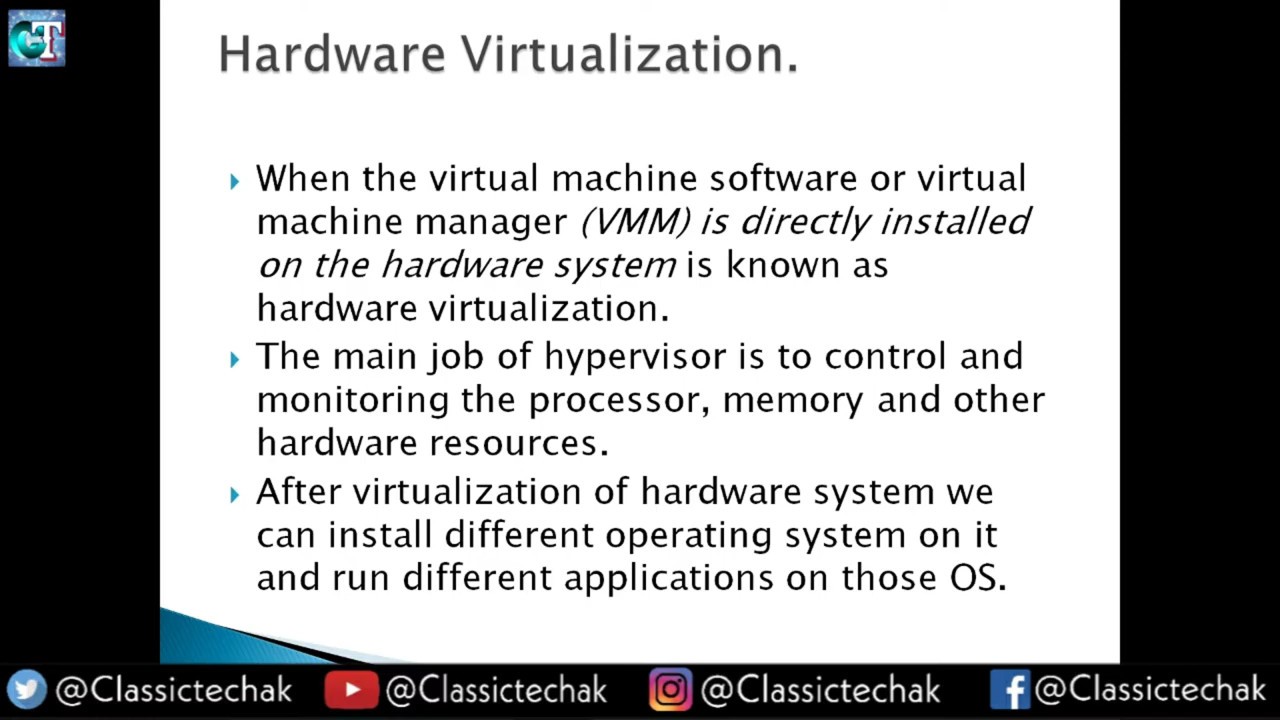 CT
Hardware Virtualization.
When the virtual machine software or virtual
machine manager (VMM) is directly installed
on the hardware system is known as
hardware virtualization.
The main job of hypervisor is to control and
monitoring the processor, memory and other
hardware resources.
After virtualization of hardware system we
can install different operating system on it
and run different applications on those OS.
@Classictechak @Classictechak @Classictechak @Classictechak